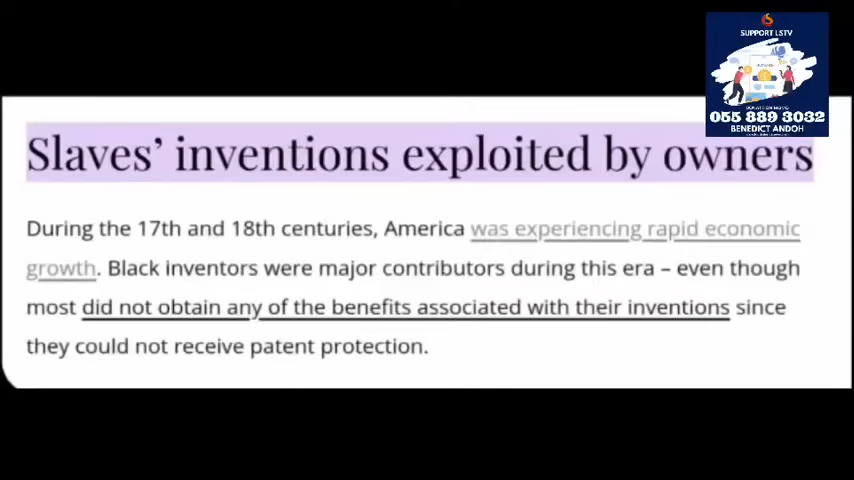 SUPPORT LSTV
055 889 3032
BENEDICT ANDOH
Slaves’ inventions exploited by owners
During the 17th and 18th centuries, America was experiencing rapid economic
growth. Black inventors were major contributors during this era – even though
most did not obtain any of the benefits associated with their inventions since
they could not receive patent protection.